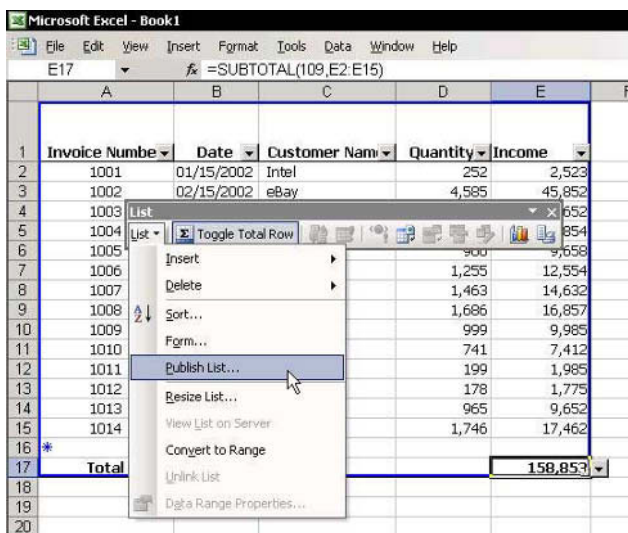 Microsoft Excel - Book1
File Edit View Insert Format Tools Data Window Help
E17 fx =SUBTOTAL(109,E2:E15)
A B C D E
1 Invoice Numbe Date Customer Nam Quantity Income
2 1001 01/15/2002 Intel 252 2,523
3 1002 02/15/2002 eBay 4,585 45,852
4 1003 List 652
5 1004 List Σ Toggle Total Row 854
6 1005 Insert 900 9,658
7 1006 1,255 12,554
8 1007 Delete 1,463 14,632
9 1008 Sort... 1,686 16,857
10 1009 Form... 999 9,985
11 1010 741 7,412
12 1011 Publish List... 199 1,985
13 1012 Resize List... 178 1,775
14 1013 965 9,652
15 1014 View List on Server 1,746 17,462
16 * Convert to Range
17 Total Unlink List 158,853
18
19 Data Range Properties...
20